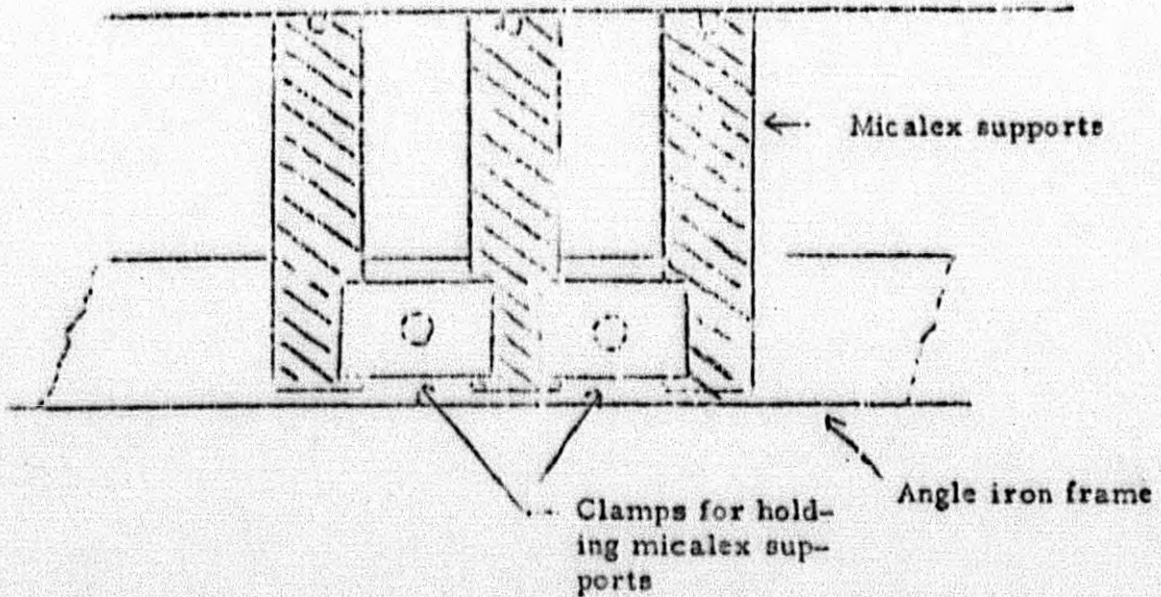 Micalex supports
Angle iron frame
Clamps for hold-
ing micalex sup-
ports